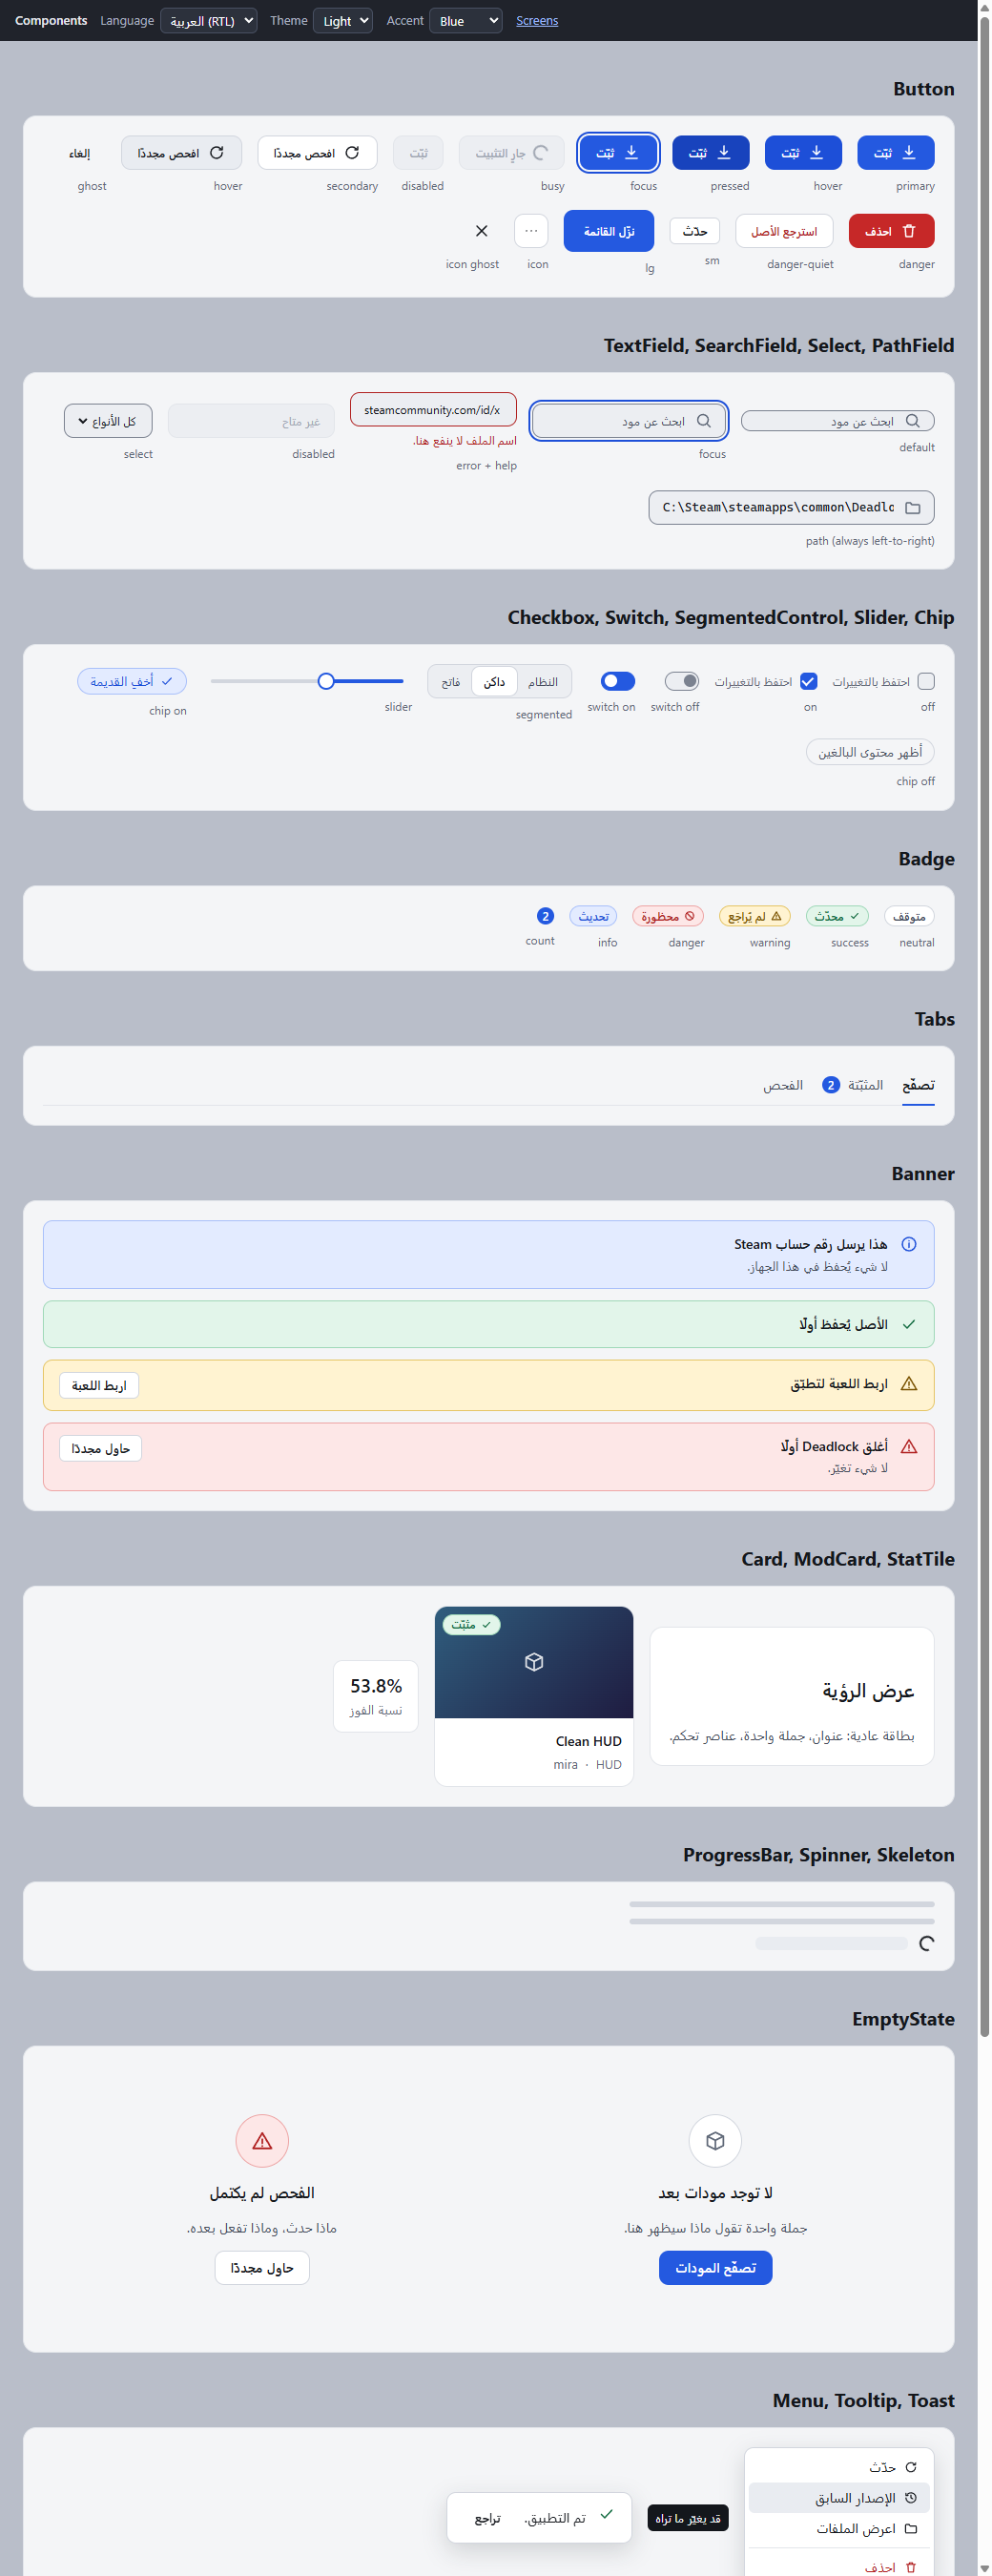 Components Language العربية (RTL) Theme Light Accent Blue Screens
Button
ثبّت ثبّت ثبّت ثبّت جارٍ التثبيت ثبّت افحص مجددًا افحص مجددًا إلغاء
primary hover pressed focus busy disabled secondary hover ghost
احذف استرجع الأصل حدّث نزّل القائمة ...
danger danger-quiet sm lg icon icon ghost
TextField, SearchField, Select, PathField
ابحث عن مود ابحث عن مود steamcommunity.com/id/x غير متاح كل الأنواع
اسم الملف لا ينفع هنا.
default focus error + help disabled select
C:\Steam\steamapps\common\Deadlo
path (always left-to-right)
Checkbox, Switch, SegmentedControl, Slider, Chip
احتفظ بالتغييرات احتفظ بالتغييرات النظام داكن فاتح أخفِ القديمة
off on switch off switch on segmented slider chip on
أظهر محتوى البالغين
chip off
Badge
متوقف محدّث لم يُراجَع محظورة تحديث 2
neutral success warning danger info count
Tabs
تصفّح المثبّتة 2 الفحص
Banner
هذا يرسل رقم حساب Steam
لا شيء يُحفظ في هذا الجهاز.
الأصل يُحفظ أولًا
اربط اللعبة لتطبّق اربط اللعبة
أغلق Deadlock أولًا حاول مجددًا
لا شيء تغيّر.
Card, ModCard, StatTile
عرض الرؤية
بطاقة عادية: عنوان، جملة واحدة، عناصر تحكم.
مثبّت
Clean HUD
mira · HUD
53.8%
نسبة الفوز
ProgressBar, Spinner, Skeleton
EmptyState
لا توجد مودات بعد
جملة واحدة تقول ماذا سيظهر هنا.
تصفّح المودات
الفحص لم يكتمل
ماذا حدث، وماذا تفعل بعده.
حاول مجددًا
Menu, Tooltip, Toast
حدّث
الإصدار السابق
اعرض الملفات
احذف
قد يغيّر ما تراه
تم التطبيق. تراجع